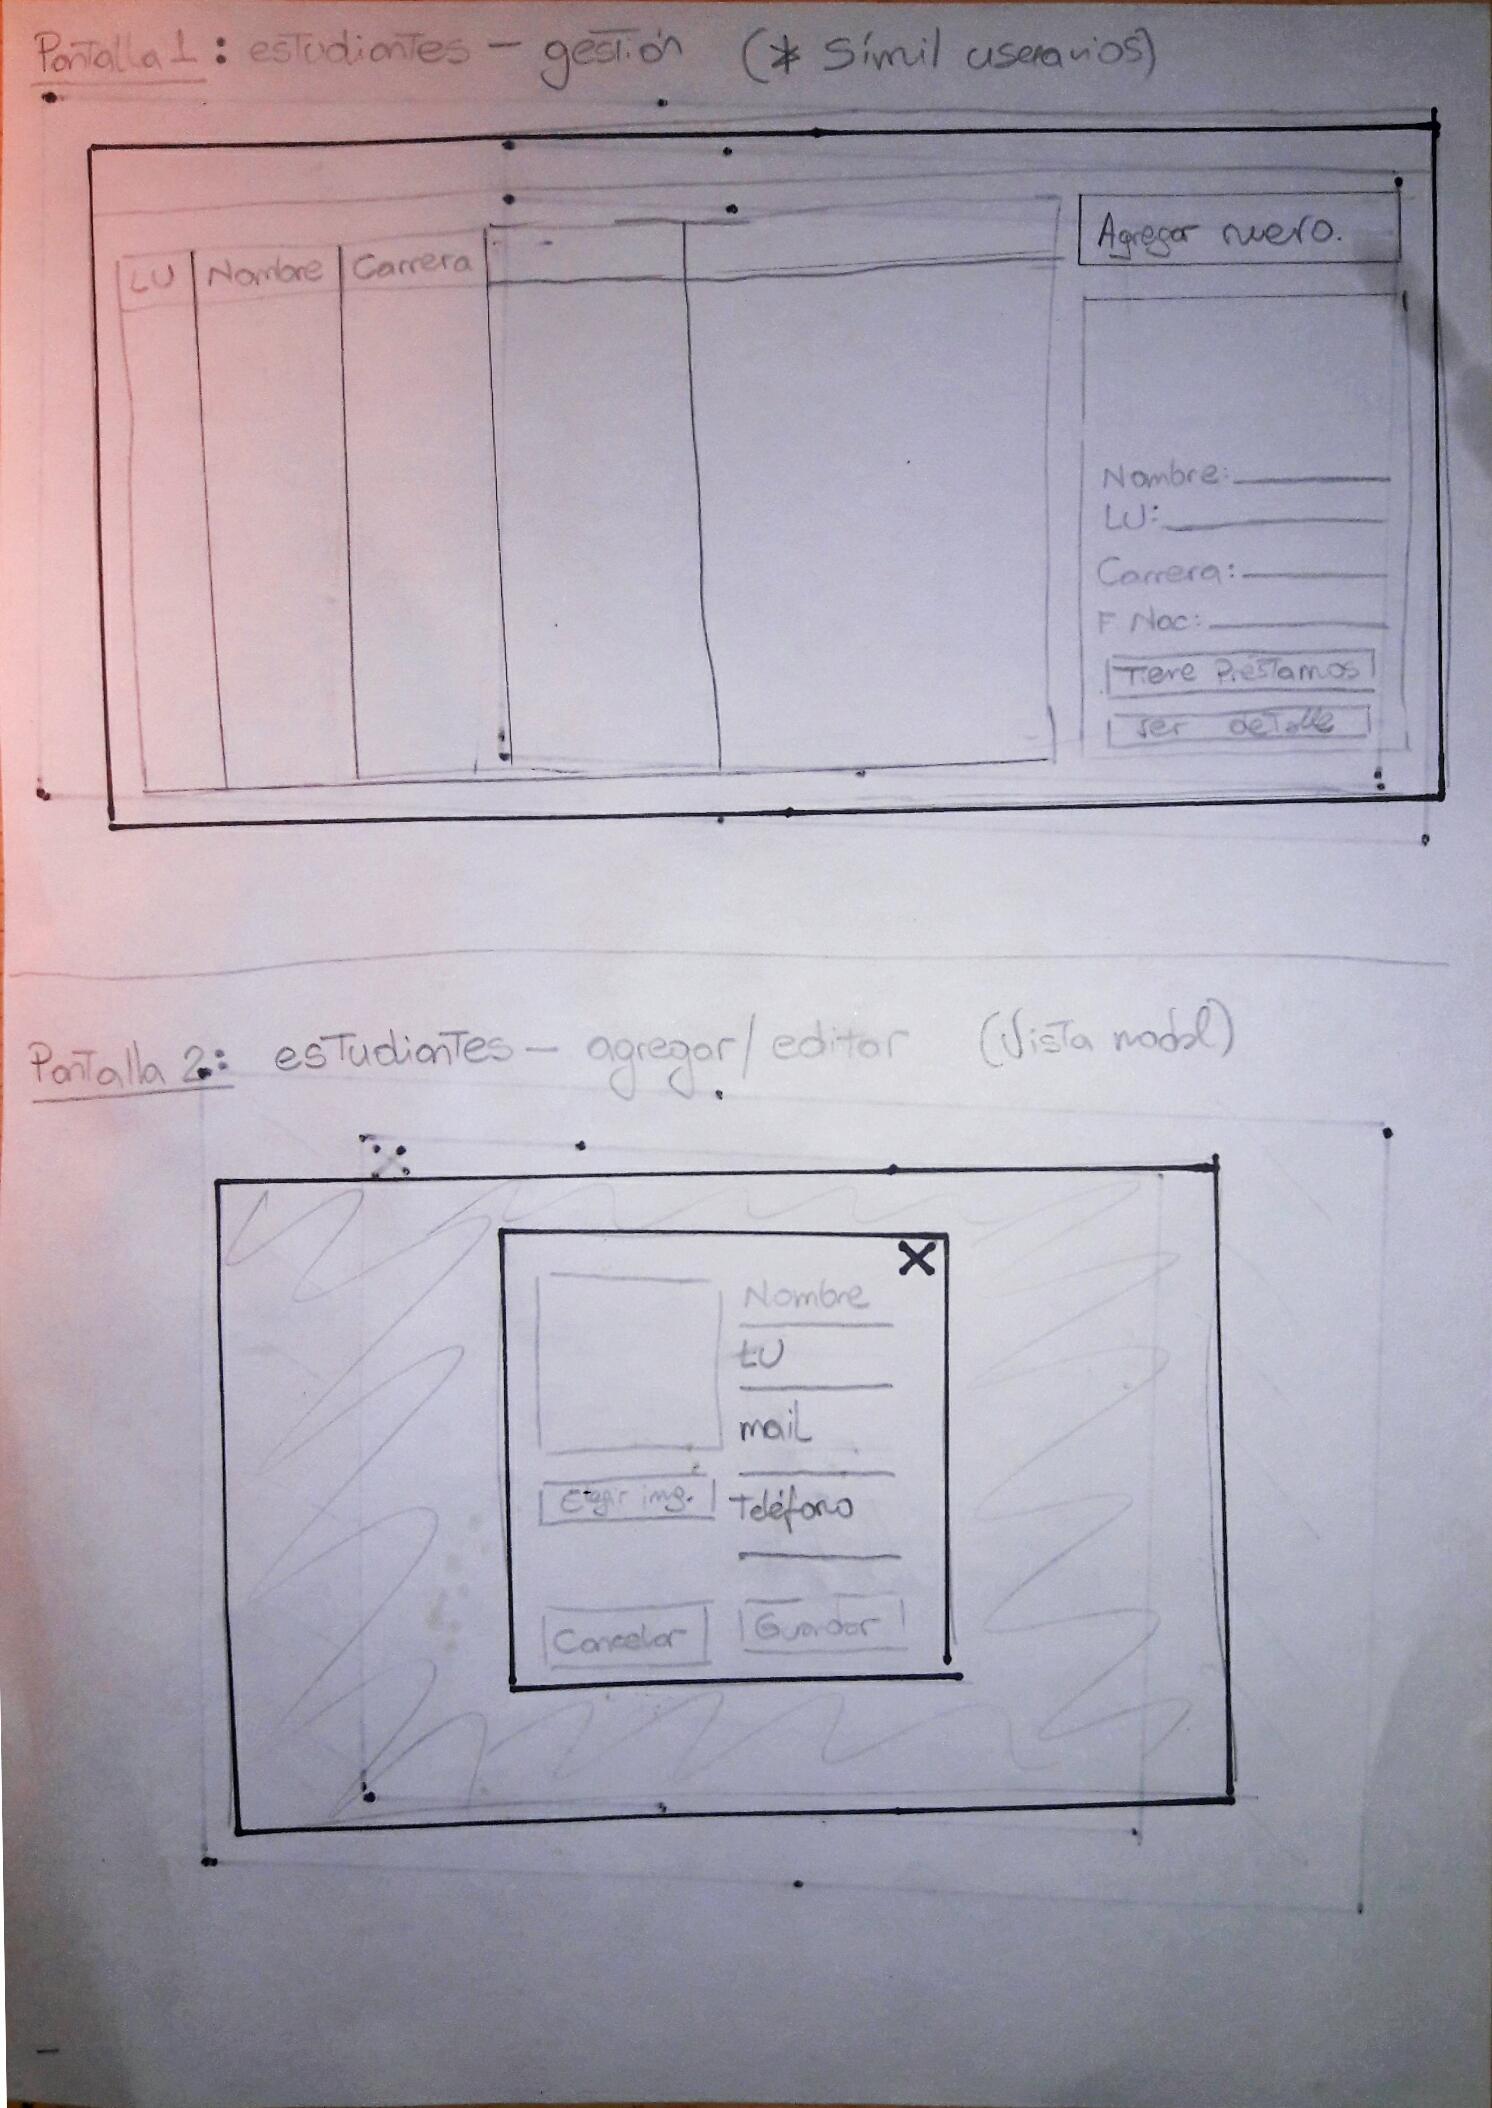 Pantalla 1: estudiantes – gestión (* Símil usuarios)
LU Nombre Carrera
Agregar nuevo.
Nombre:
LU:
Carrera:
F Nac:
Tiene Préstamos
ver detalle
Pantalla 2: estudiantes – agregar/editar (Vista modal)
X
Nombre
LU
mail
Teléfono
Elegir img.
Cancelar Guardar